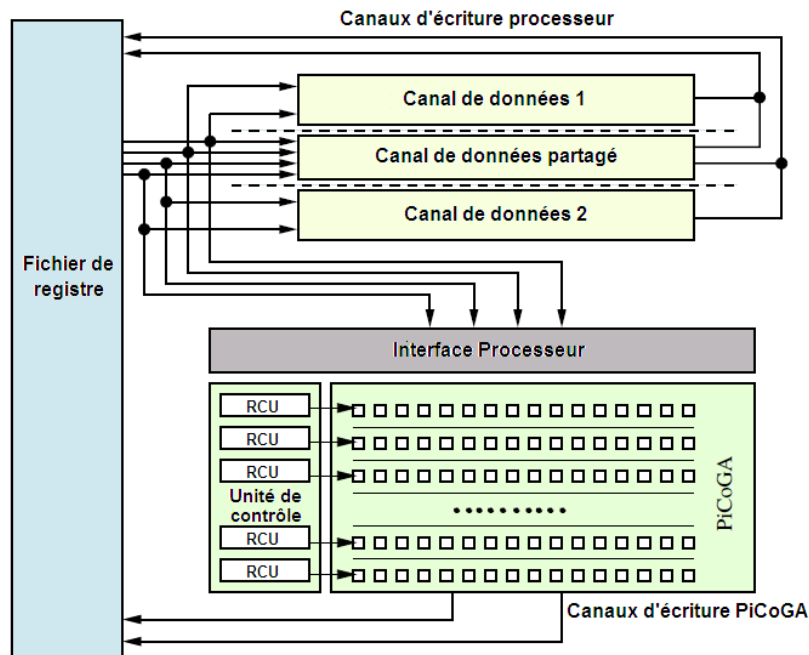 Canaux d'écriture processeur
Canal de données 1
Canal de données partagé
Canal de données 2
Fichier de
registre
Interface Processeur
RCU
RCU
RCU
Unité de
contrôle
RCU
RCU
PiCoGA
Canaux d'écriture PiCoGA